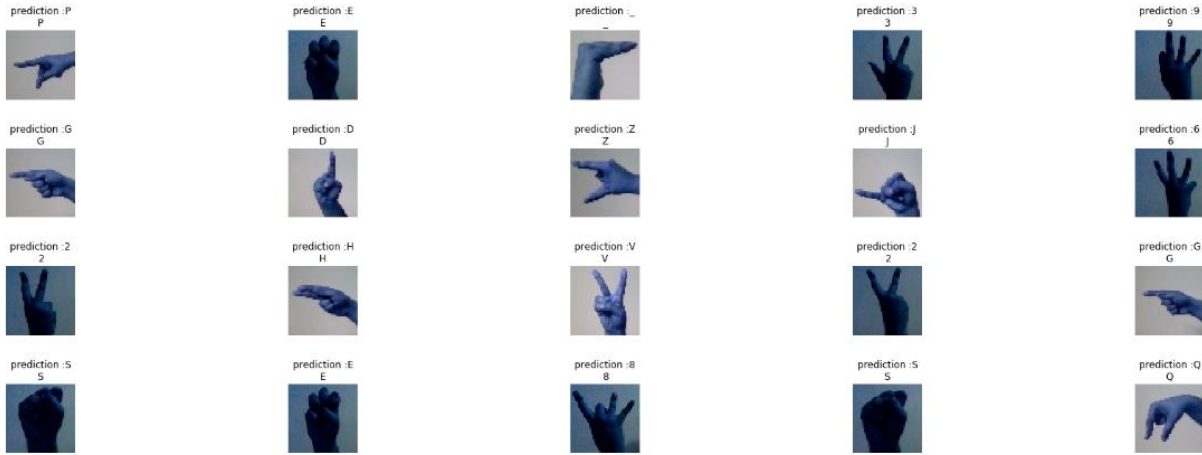 prediction :P
P
prediction :E
E
prediction :_
_
prediction :3
3
prediction :9
9
prediction :G
G
prediction :D
D
prediction :Z
Z
prediction :J
J
prediction :6
6
prediction :2
2
prediction :H
H
prediction :V
V
prediction :2
2
prediction :G
G
prediction :S
S
prediction :E
E
prediction :8
8
prediction :S
S
prediction :Q
Q